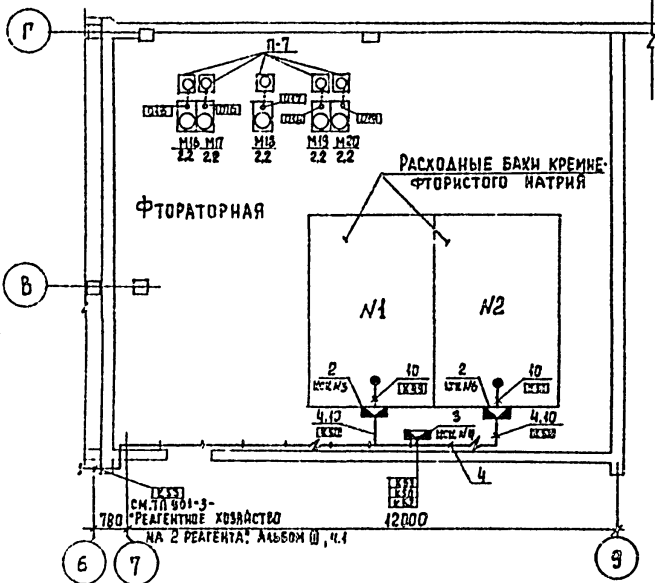 Г
П-7
М16 М17 М18 М19 М20
2.2 2.2 2.2 2.2 2.2
РАСХОДНЫЕ БАКИ КРЕМНЕ-
ФТОРИСТОГО НАТРИЯ
ФТОРАТОРНАЯ
В
N1
N2
2
10
2
10
4.10
3
4.10
4
СМ. ТП 901-3-
780
"РЕАГЕНТНОЕ ХОЗЯЙСТВО
12000
НА 2 РЕАГЕНТА" АЛЬБОМ III, Ч.1
6
7
9